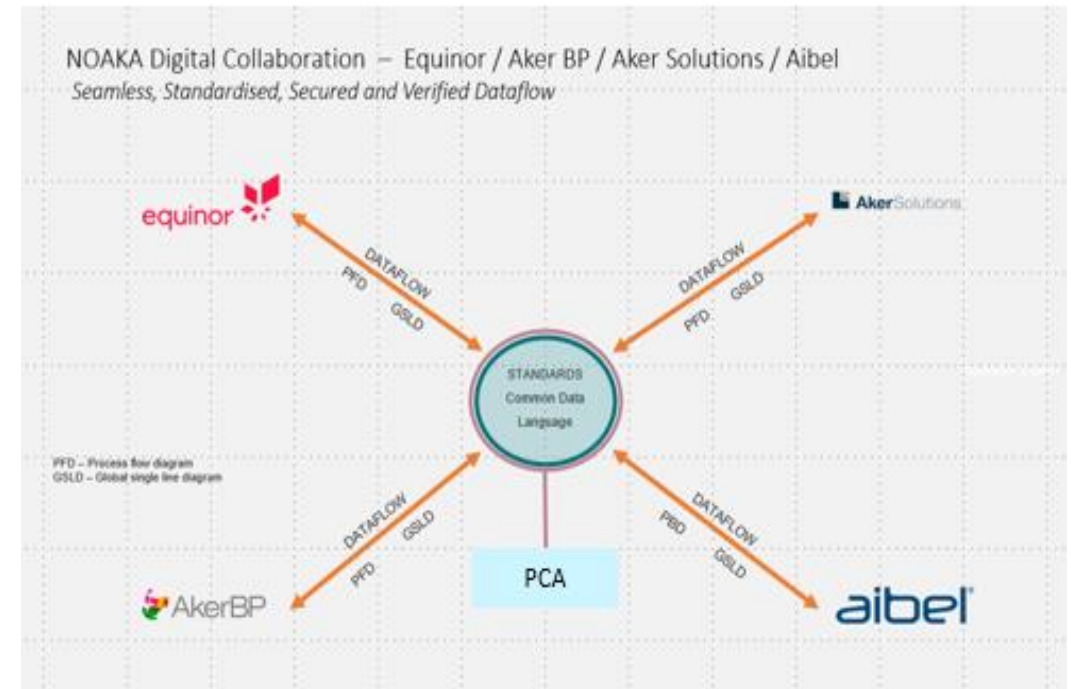 NOAKA Digital Collaboration – Equinor / Aker BP / Aker Solutions / Aibel
Seamless, Standardised, Secured and Verified Dataflow
equinor
AkerSolutions
DATAFLOW
PFD GSLD
DATAFLOW
PFD GSLD
STANDARDS
Common Data
Language
PFD – Process flow diagram
GSLD – Global single line diagram
DATAFLOW
PFD GSLD
DATAFLOW
PBD GSLD
PCA
AkerBP
aibel